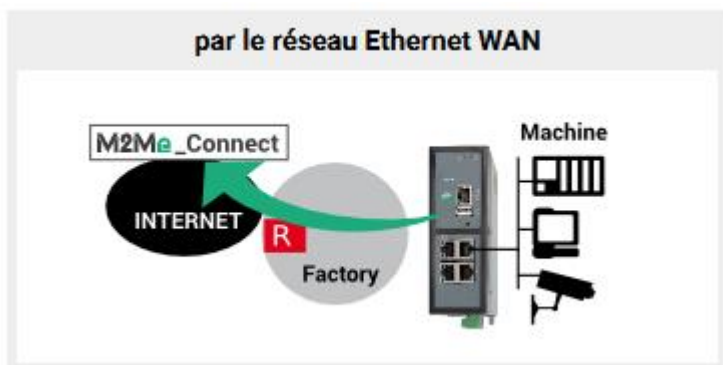 par le réseau Ethernet WAN
M2Me_Connect
Machine
INTERNET
R
Factory